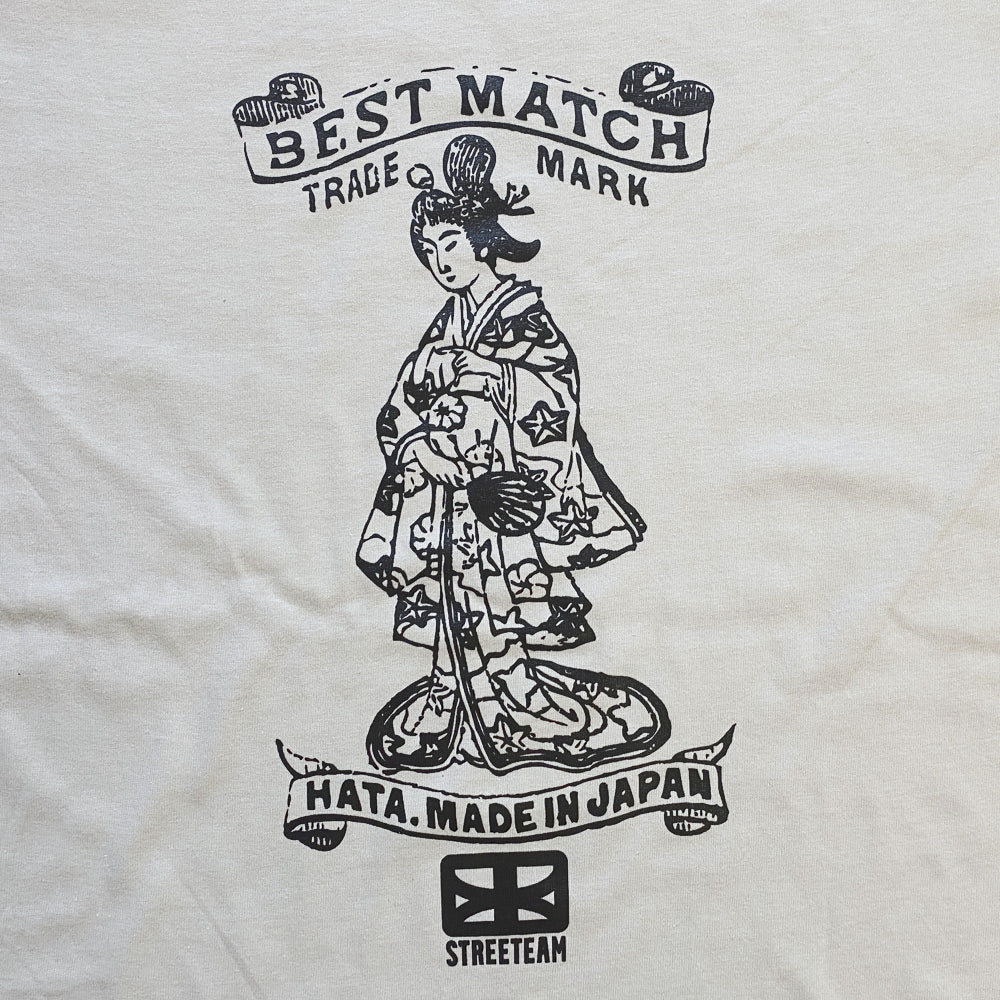 BEST MATCH
TRADE MARK
HATA. MADE IN JAPAN
STREETEAM